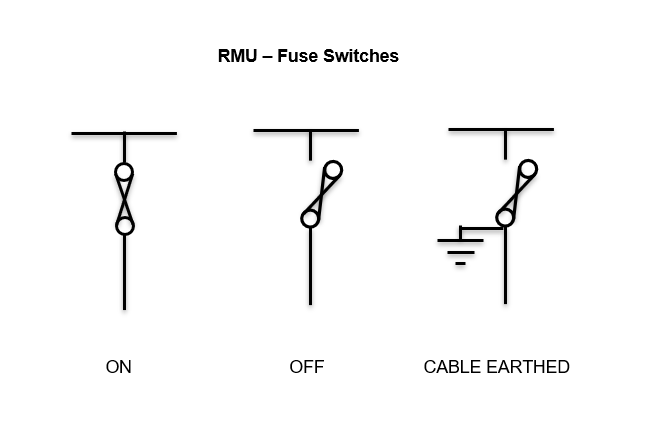 RMU – Fuse Switches
ON
OFF
CABLE EARTHED